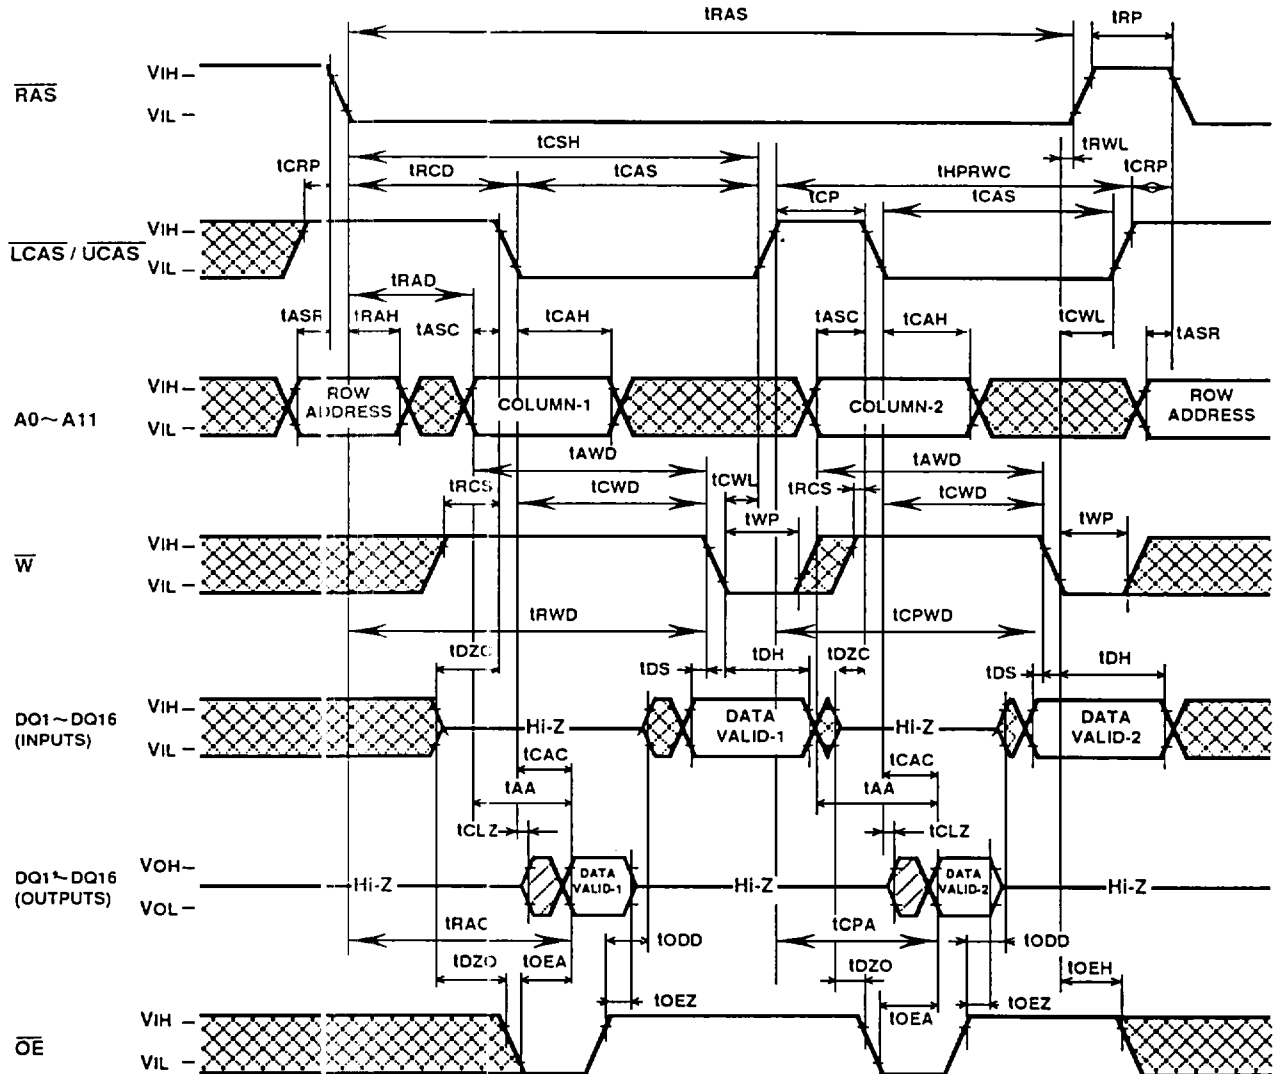 tRAS
tRP
RAS
VIH
VIL
tCSH
tRWL
tCRP
tRCD
tCAS
tHPRWC
tCRP
tCP
tCAS
LCAS / UCAS
VIH
VIL
tRAD
tASR
tRAH
tASC
tCAH
tASC
tCAH
tCWL
tASR
A0~A11
VIH
VIL
ROW ADDRESS
COLUMN-1
COLUMN-2
ROW ADDRESS
tAWD
tAWD
tRCS
tCWD
tCWL
tRCS
tCWD
tWP
tWP
W
VIH
VIL
tRWD
tCPWD
tDZC
tDS
tDH
tDZC
tDS
tDH
DQ1~DQ16
(INPUTS)
VIH
VIL
Hi-Z
DATA VALID-1
Hi-Z
DATA VALID-2
tCAC
tCAC
tAA
tAA
tCLZ
tCLZ
DQ1~DQ16
(OUTPUTS)
VOH
VOL
Hi-Z
DATA VALID-1
Hi-Z
DATA VALID-2
Hi-Z
tRAC
tODD
tCPA
tODD
tDZO
tOEA
tOEZ
tDZO
tOEA
tOEZ
tOEH
OE
VIH
VIL